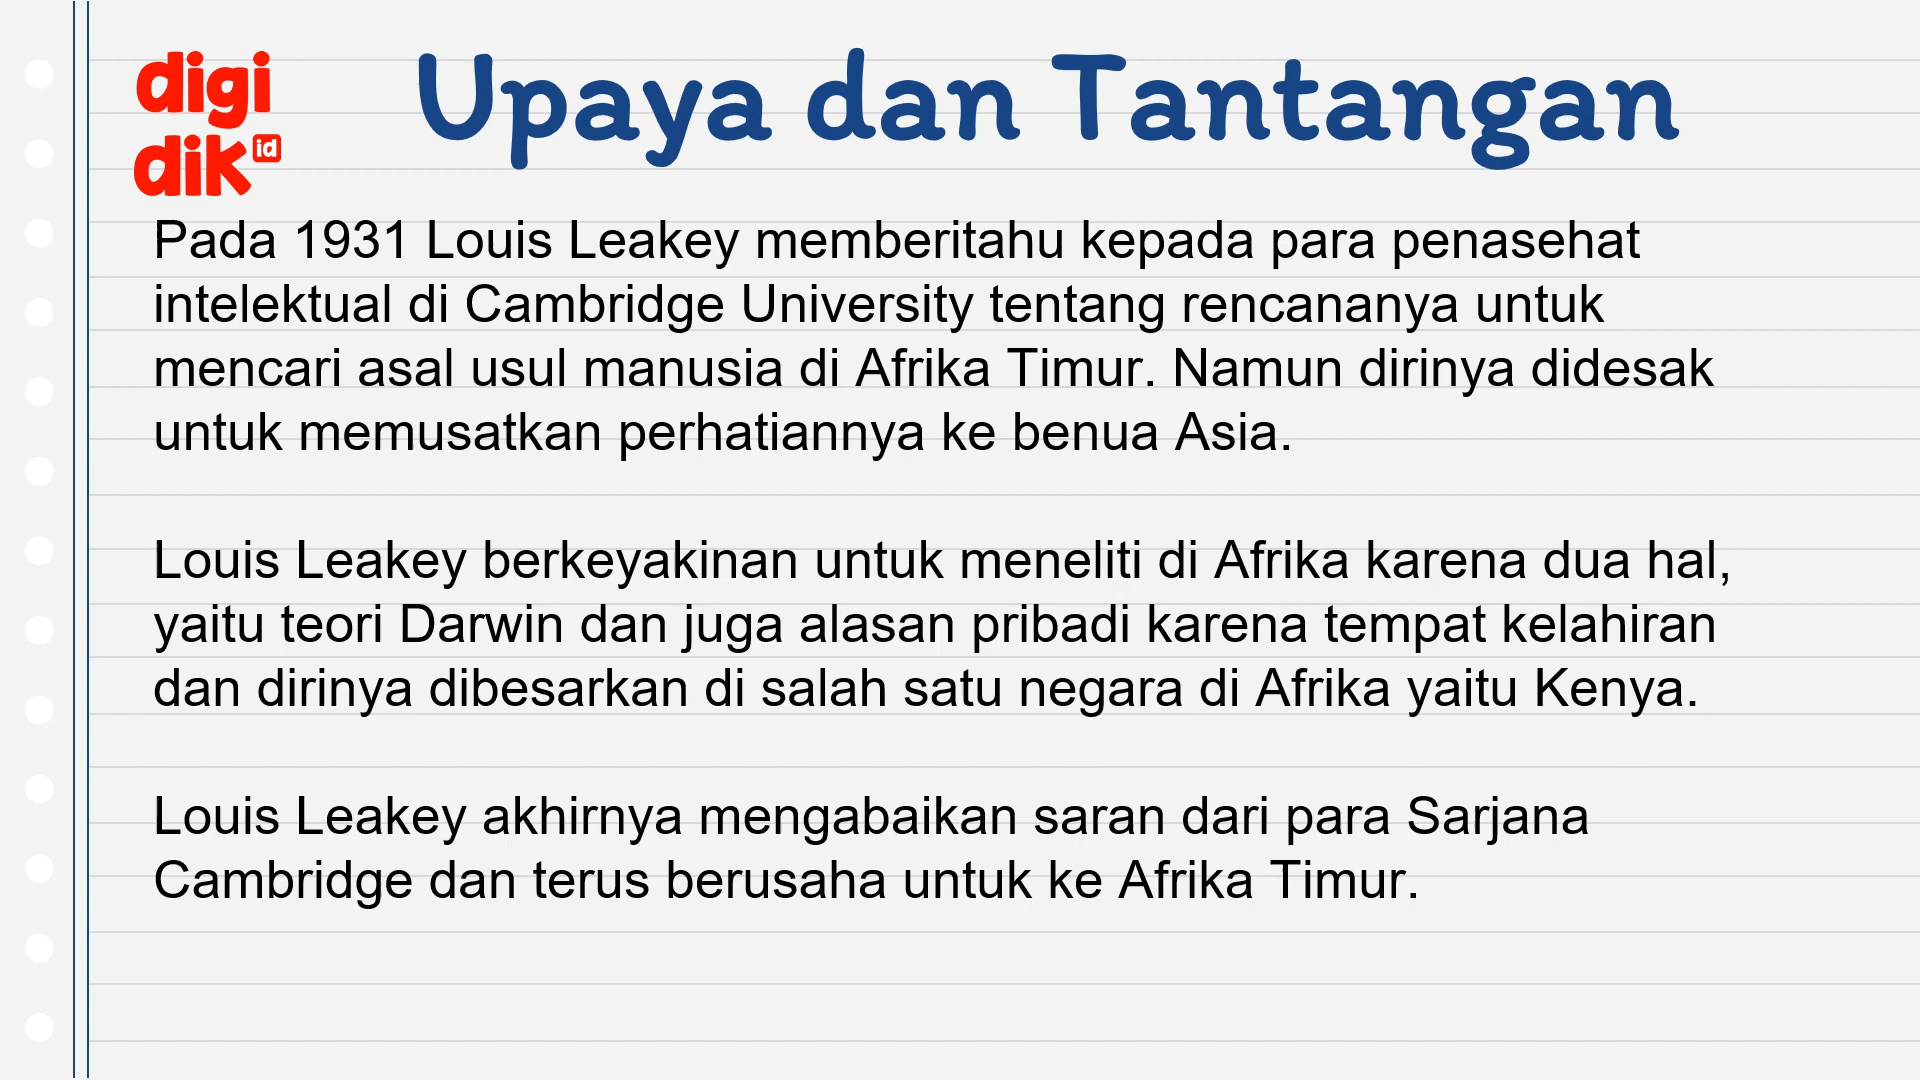 digi
dik id
Upaya dan Tantangan
Pada 1931 Louis Leakey memberitahu kepada para penasehat
intelektual di Cambridge University tentang rencananya untuk
mencari asal usul manusia di Afrika Timur. Namun dirinya didesak
untuk memusatkan perhatiannya ke benua Asia.
Louis Leakey berkeyakinan untuk meneliti di Afrika karena dua hal,
yaitu teori Darwin dan juga alasan pribadi karena tempat kelahiran
dan dirinya dibesarkan di salah satu negara di Afrika yaitu Kenya.
Louis Leakey akhirnya mengabaikan saran dari para Sarjana
Cambridge dan terus berusaha untuk ke Afrika Timur.